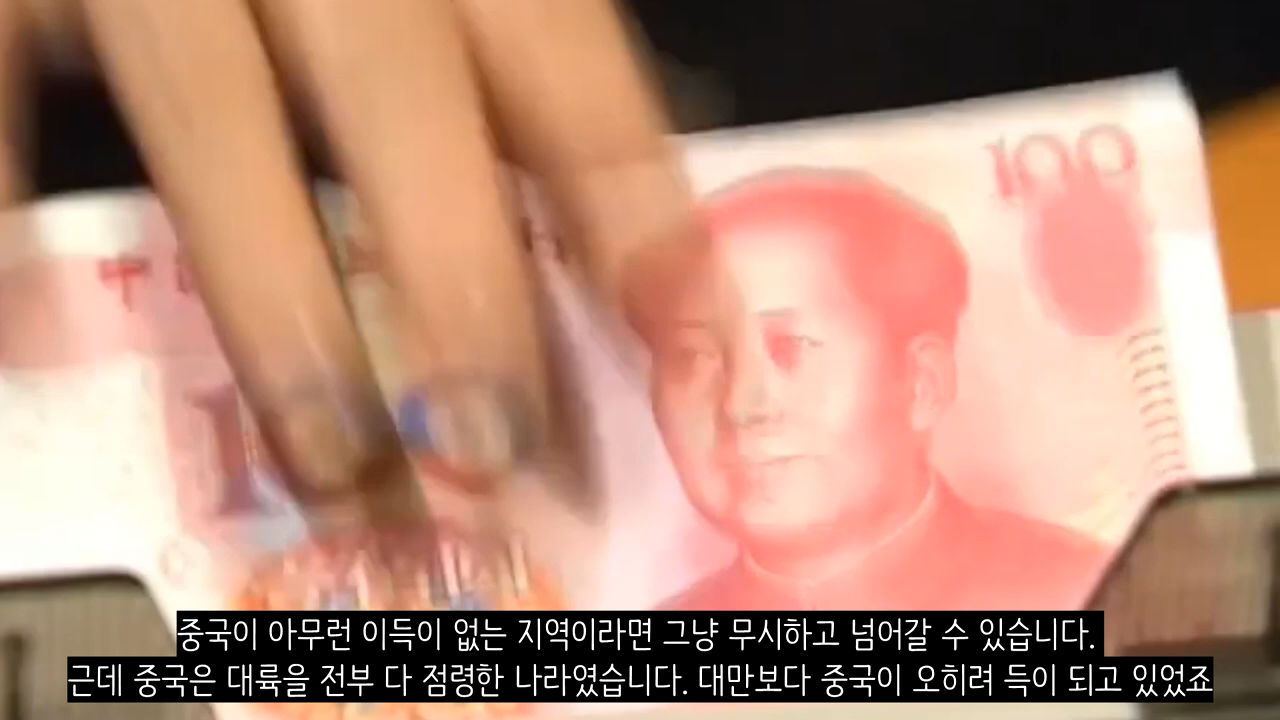 100
중국이 아무런 이득이 없는 지역이라면 그냥 무시하고 넘어갈 수 있습니다.
근데 중국은 대륙을 전부 다 점령한 나라였습니다. 대만보다 중국이 오히려 득이 되고 있었죠